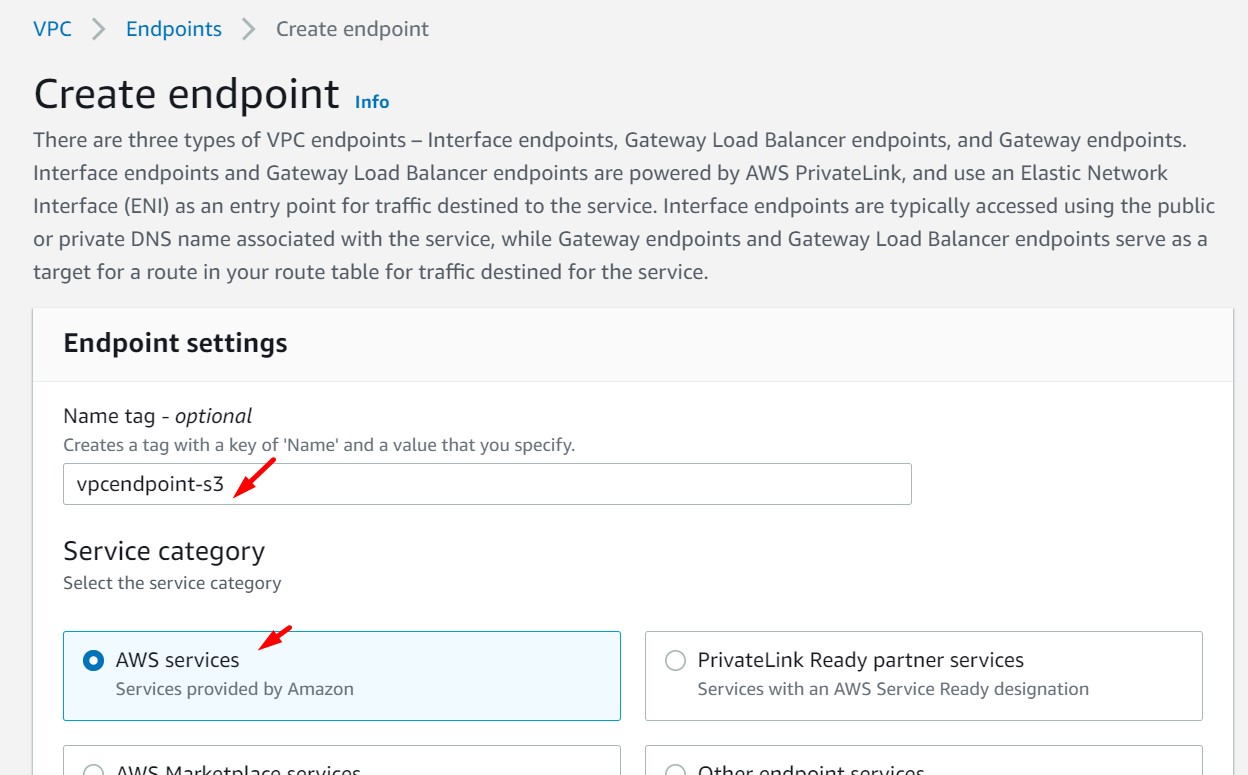 VPC > Endpoints > Create endpoint
Create endpoint Info
There are three types of VPC endpoints – Interface endpoints, Gateway Load Balancer endpoints, and Gateway endpoints.
Interface endpoints and Gateway Load Balancer endpoints are powered by AWS PrivateLink, and use an Elastic Network
Interface (ENI) as an entry point for traffic destined to the service. Interface endpoints are typically accessed using the public
or private DNS name associated with the service, while Gateway endpoints and Gateway Load Balancer endpoints serve as a
target for a route in your route table for traffic destined for the service.
Endpoint settings
Name tag - optional
Creates a tag with a key of 'Name' and a value that you specify.
vpcendpoint-s3
Service category
Select the service category
AWS services
Services provided by Amazon
PrivateLink Ready partner services
Services with an AWS Service Ready designation
AWS Marketplace services
Other endpoint services